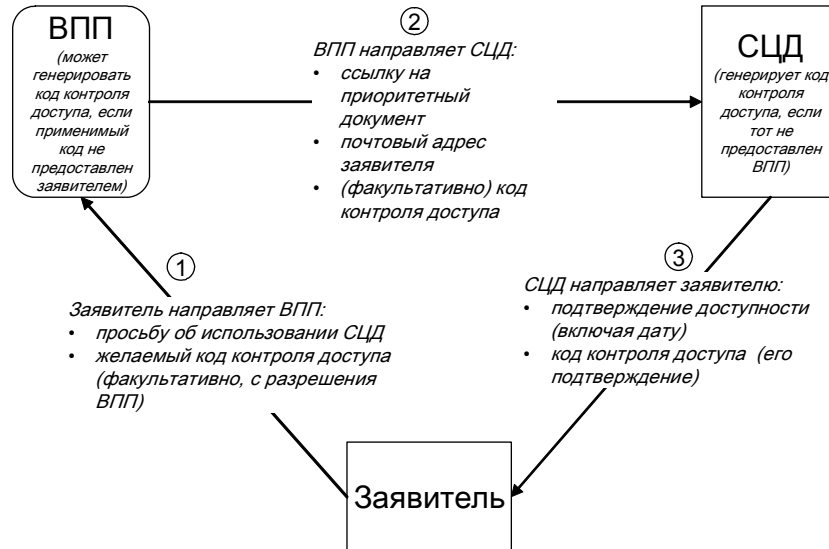 ВПП
(может
генерировать
код контроля
доступа, если
применимый
код не
предоставлен
заявителем)
2
ВПП направляет СЦД:
• ссылку на
приоритетный
документ
• почтовый адрес
заявителя
• (факультативно) код
контроля доступа
СЦД
(генерирует код
контроля
доступа, если
тот не
предоставлен
ВПП)
1
Заявитель направляет ВПП:
• просьбу об использовании СЦД
• желаемый код контроля доступа
(факультативно, с разрешения
ВПП)
3
СЦД направляет заявителю:
• подтверждение доступности
(включая дату)
• код контроля доступа (его
подтверждение)
Заявитель